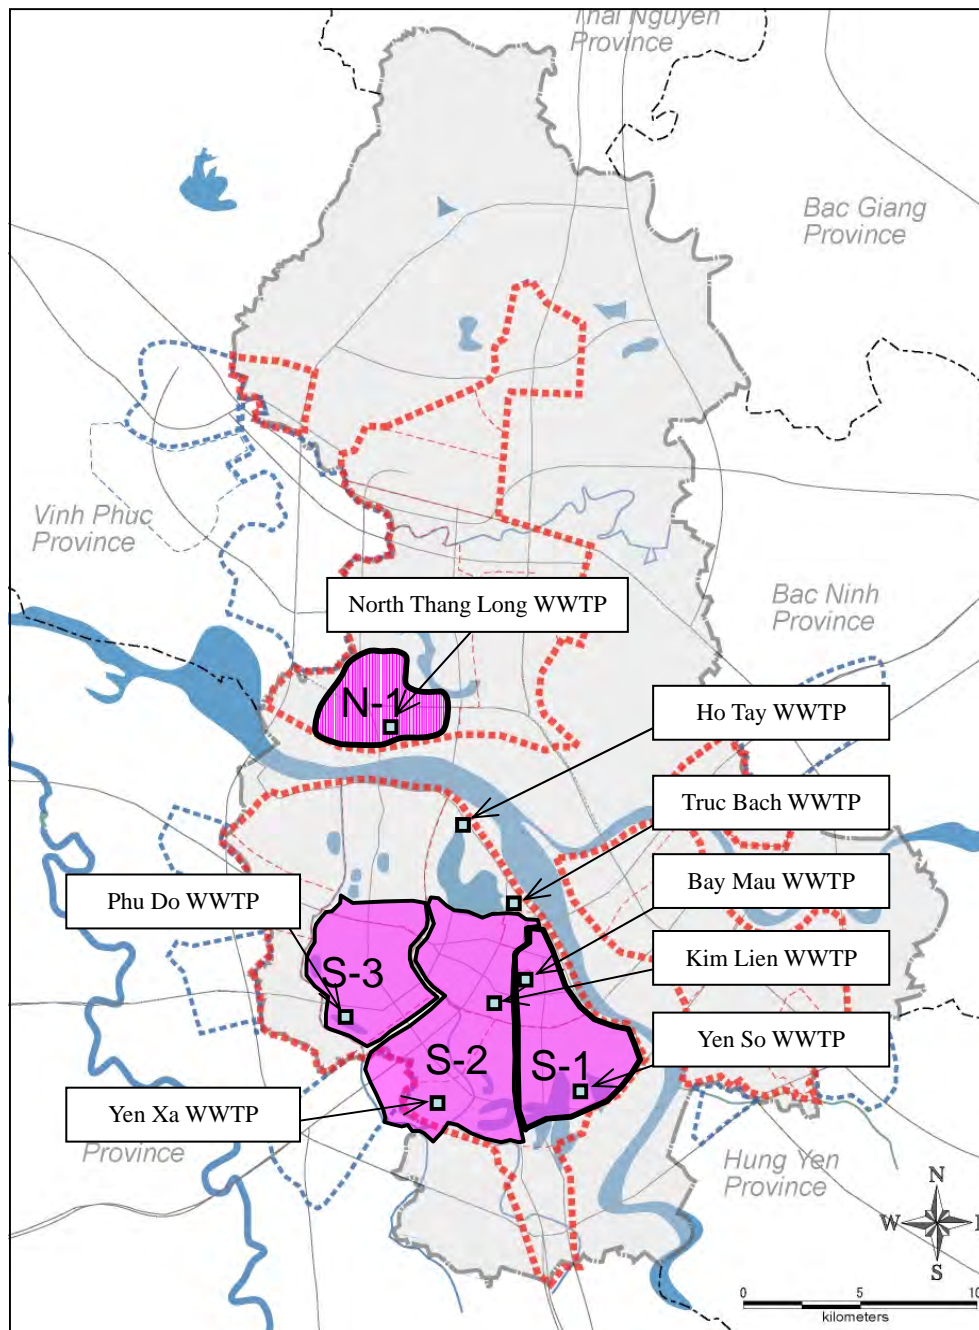 Thai Nguyen
Province
Bac Giang
Province
Vinh Phuc
Province
North Thang Long WWTP
Bac Ninh
Province
N-1
Ho Tay WWTP
Truc Bach WWTP
Bay Mau WWTP
Phu Do WWTP
Kim Lien WWTP
S-3
Yen So WWTP
S-2
S-1
Yen Xa WWTP
Province
Hung Yen
Province
N
W
S
0
5
10
kilometers